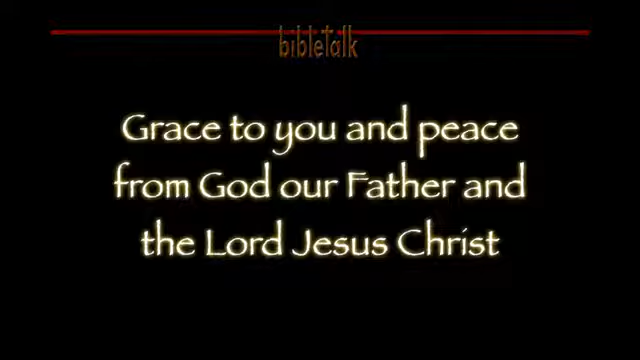 bibleTalk
Grace to you and peace
from God our Father and
the Lord Jesus Christ